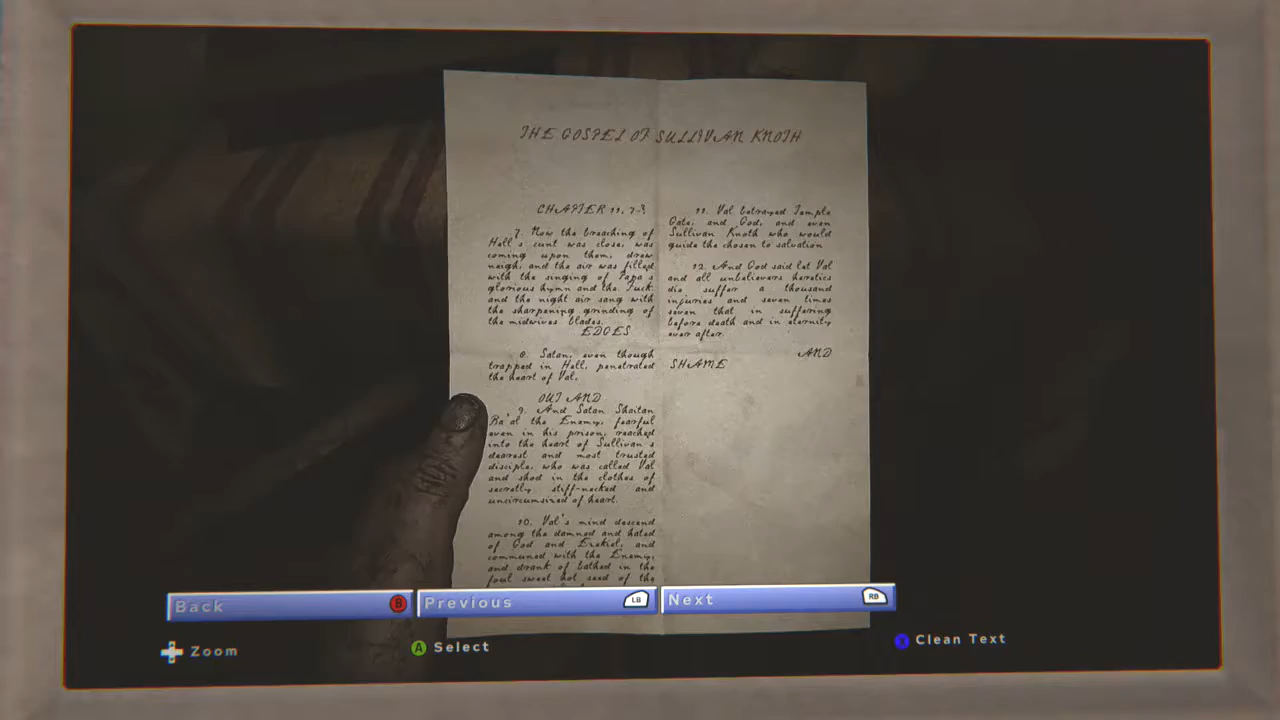 THE GOSPEL OF SULLIVAN KNOTH
CHAPTER 11, 7-3
7. Now the breaching of
Hell's cunt was close, was
coming upon them, drew
neigh, and the air was filled
with the singing of Papa's
glorious hymn and the Fuck
and the night air sang with
the sharpening grinding of
the midwives blades.
EDGES
8. Satan, even though
trapped in Hell, penetrated
the heart of Val.
OUT AND
9. And Satan Shaitan
Ba'al the Enemy, fearful
even in his prison, reached
into the heart of Sullivan's
dearest and most trusted
disciple, who was called Val
and shod in the clothes of
secretly stiff-necked and
uncircumsized of heart.
10. Val's mind descend
among the damned and hated
of God and Ezekiel, and
communed with the Enemy,
and drank of bathed in the
foul sweet hot seed of the
11. Val betrayed Temple
Gate, and God, and even
Sullivan Knoth who would
guide the chosen to salvation
12. And God said let Val
and all unbelievers heretics
die suffer a thousand
injuries and seven times
seven that in suffering
before death and in eternity
ever after.
AND
SHAME
Back B
Previous LB
Next RB
Zoom
A Select
X Clean Text